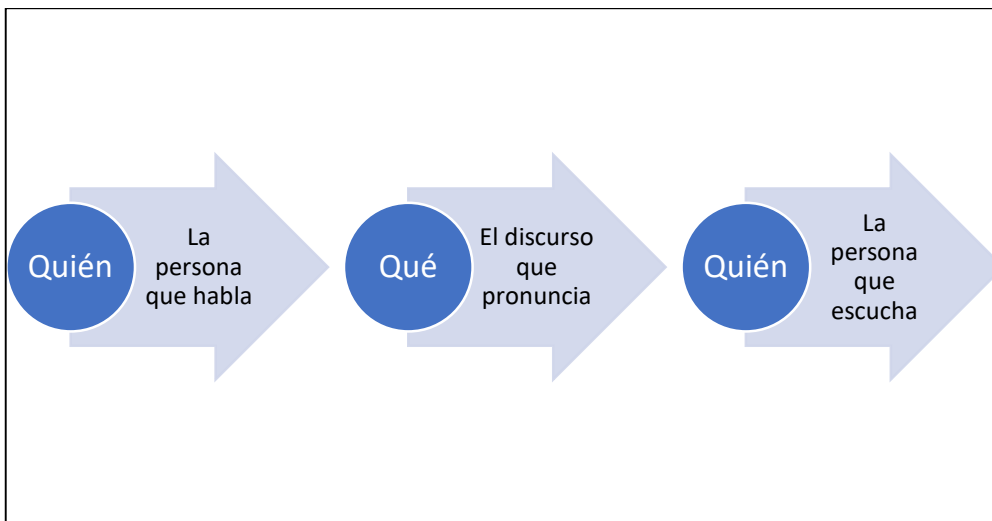 Quién
La
persona
que habla
Qué
El discurso
que
pronuncia
Quién
La
persona
que
escucha